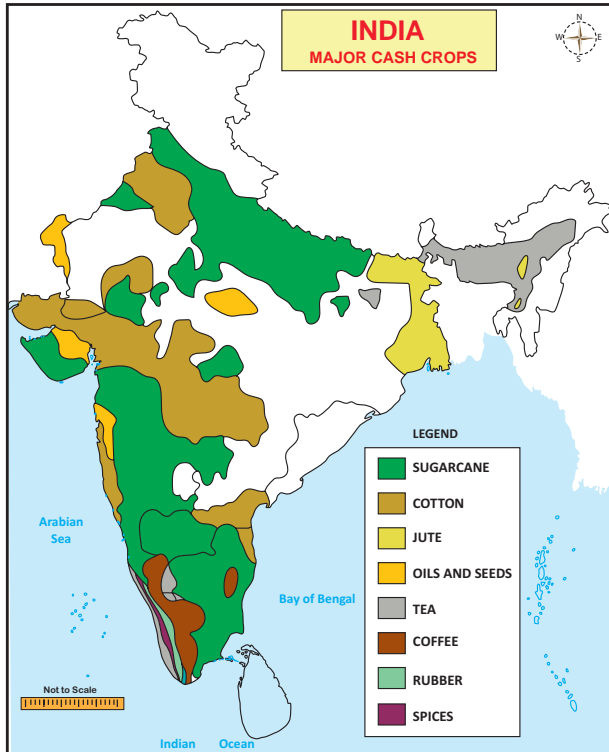 INDIA
MAJOR CASH CROPS
N
W E
S
LEGEND
SUGARCANE
COTTON
JUTE
OILS AND SEEDS
TEA
COFFEE
RUBBER
SPICES
Arabian
Sea
Bay of Bengal
Not to Scale
Indian Ocean